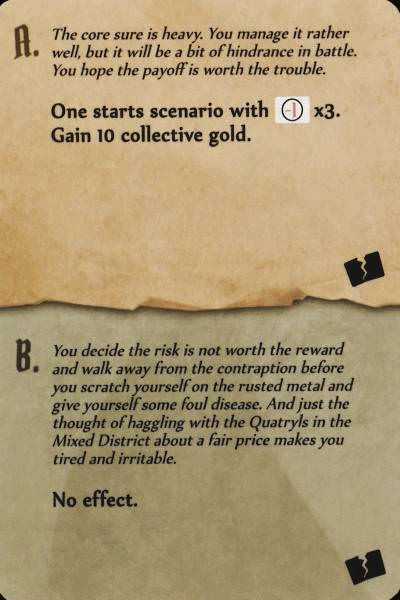 A. The core sure is heavy. You manage it rather
well, but it will be a bit of hindrance in battle.
You hope the payoff is worth the trouble.
One starts scenario with -1 x3.
Gain 10 collective gold.
B. You decide the risk is not worth the reward
and walk away from the contraption before
you scratch yourself on the rusted metal and
give yourself some foul disease. And just the
thought of haggling with the Quatryls in the
Mixed District about a fair price makes you
tired and irritable.
No effect.